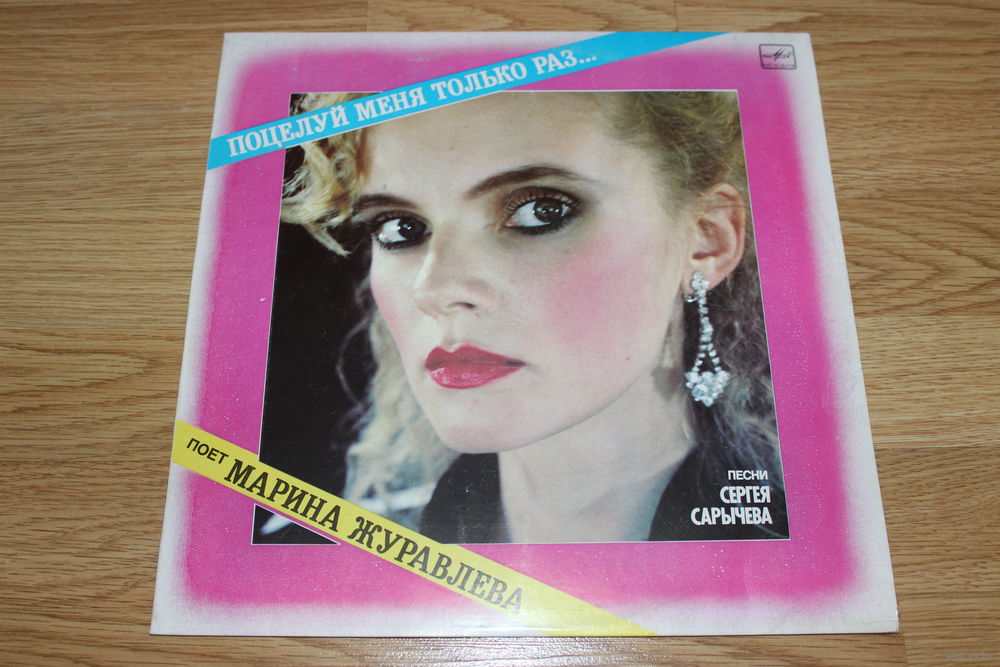 ПОЦЕЛУЙ МЕНЯ ТОЛЬКО РАЗ...
ПЕСНИ
СЕРГЕЯ
САРЫЧЕВА
ПОЕТ МАРИНА ЖУРАВЛЕВА